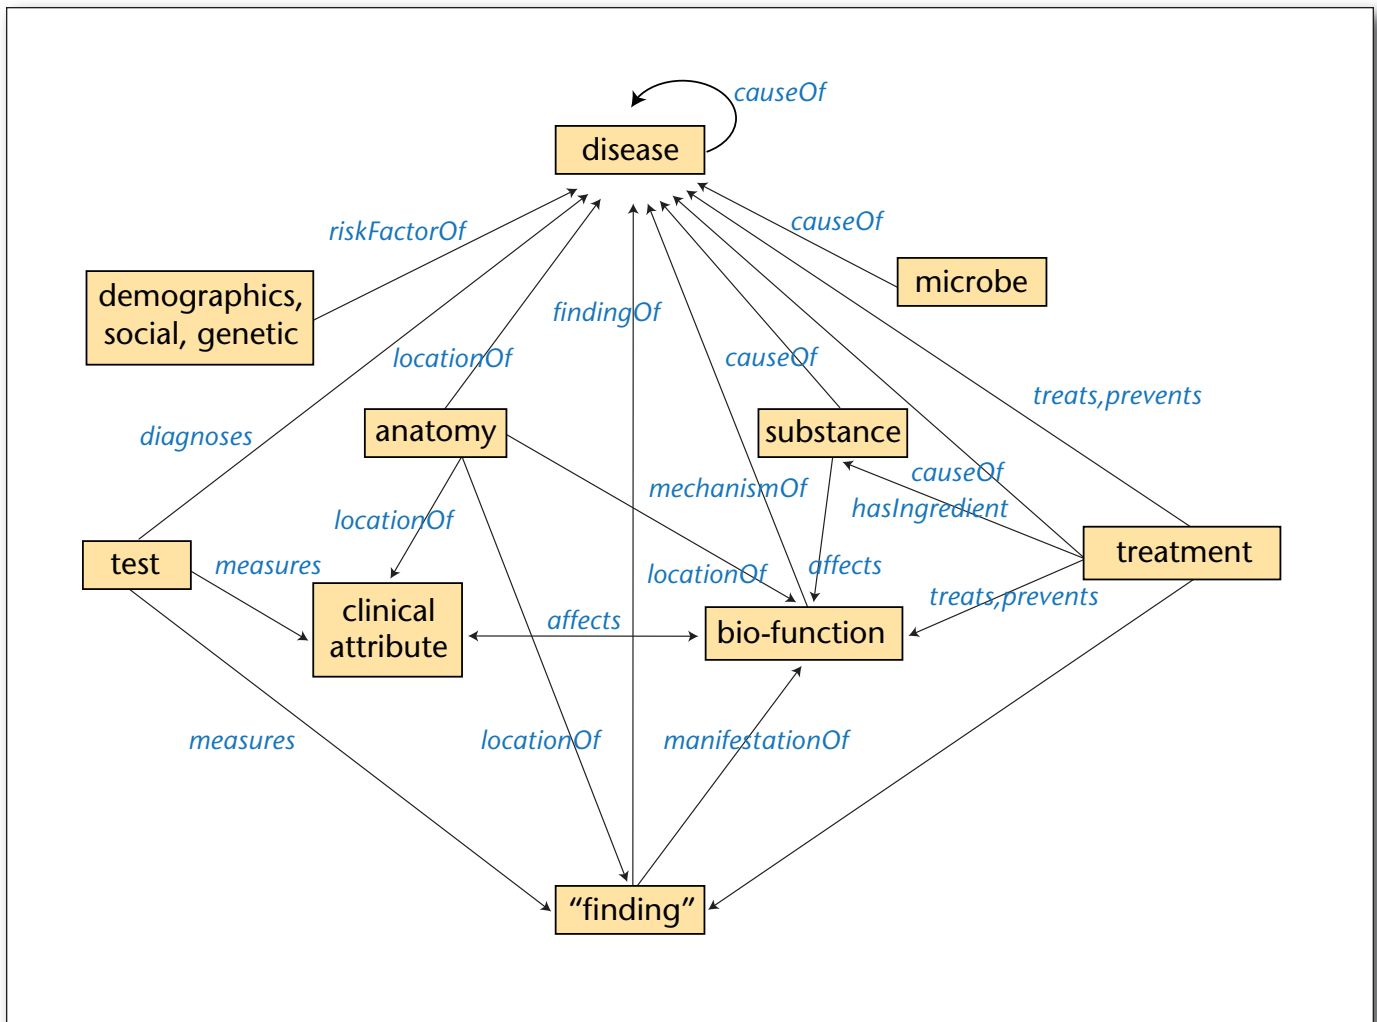 causeOf
disease
riskFactorOf
causeOf
demographics,
social, genetic
microbe
findingOf
locationOf
causeOf
treats,prevents
diagnoses
anatomy
substance
causeOf
mechanismOf
hasIngredient
locationOf
test
measures
treatment
locationOf
affects
treats,prevents
clinical
attribute
affects
bio-function
measures
locationOf
manifestationOf
“finding”